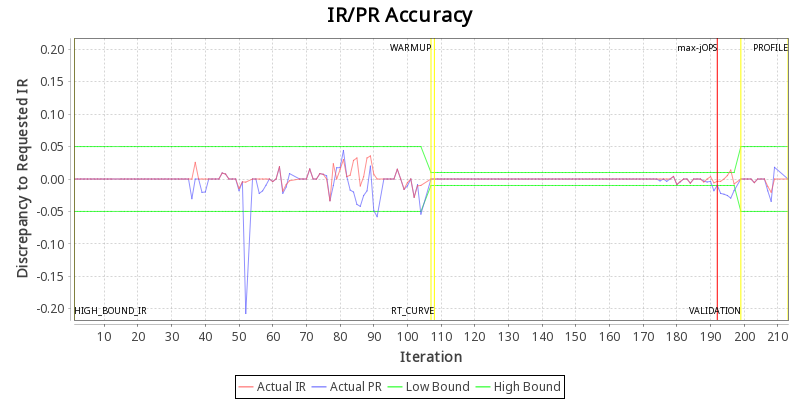 IR/PR Accuracy
Discrepancy to Requested IR
0.20
0.15
0.10
0.05
0.00
-0.05
-0.10
-0.15
-0.20
WARMUP
max-jOPS
PROFILE
HIGH_BOUND_IR
RT_CURVE
VALIDATION
10 20 30 40 50 60 70 80 90 100 110 120 130 140 150 160 170 180 190 200 210
Iteration
Actual IR Actual PR Low Bound High Bound